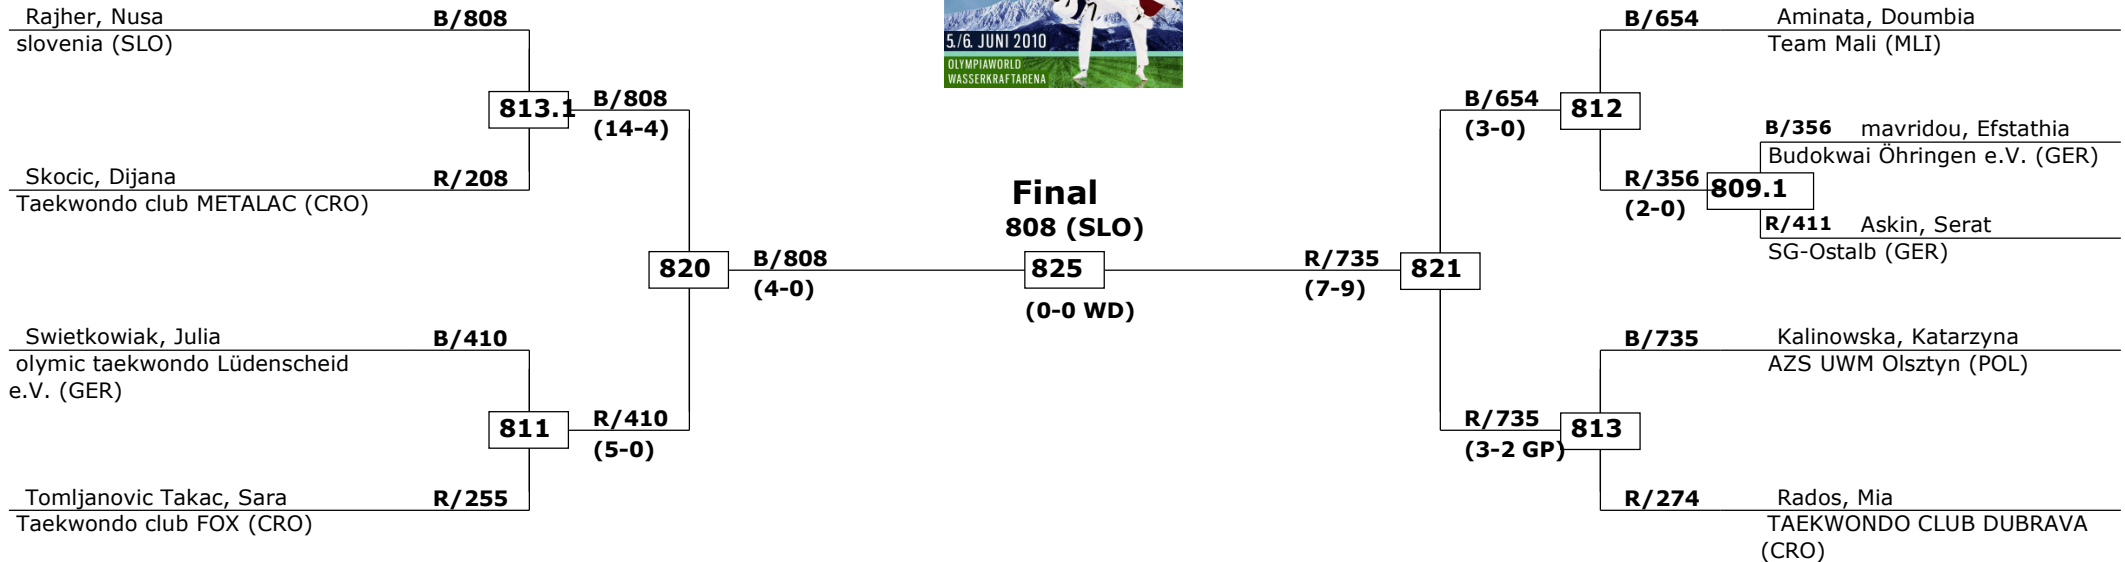 Rajher, Nusa B/808
slovenia (SLO)
813.1 B/808
(14-4)
Skocic, Dijana R/208
Taekwondo club METALAC (CRO)
820 B/808
(4-0)
Swietkowiak, Julia B/410
olymic taekwondo Lüdenscheid
e.V. (GER)
811 R/410
(5-0)
Tomljanovic Takac, Sara R/255
Taekwondo club FOX (CRO)
5./6. JUNI 2010
OLYMPIAWORLD
WASSERKRAFTARENA
Final
808 (SLO)
825
(0-0 WD)
B/654 Aminata, Doumbia
Team Mali (MLI)
B/654 812
(3-0)
B/356 mavridou, Efstathia
Budokwai Öhringen e.V. (GER)
R/356 809.1
(2-0)
R/411 Askin, Serat
SG-Ostalb (GER)
R/735 821
(7-9)
B/735 Kalinowska, Katarzyna
AZS UWM Olsztyn (POL)
R/735 813
(3-2 GP)
R/274 Rados, Mia
TAEKWONDO CLUB DUBRAVA
(CRO)